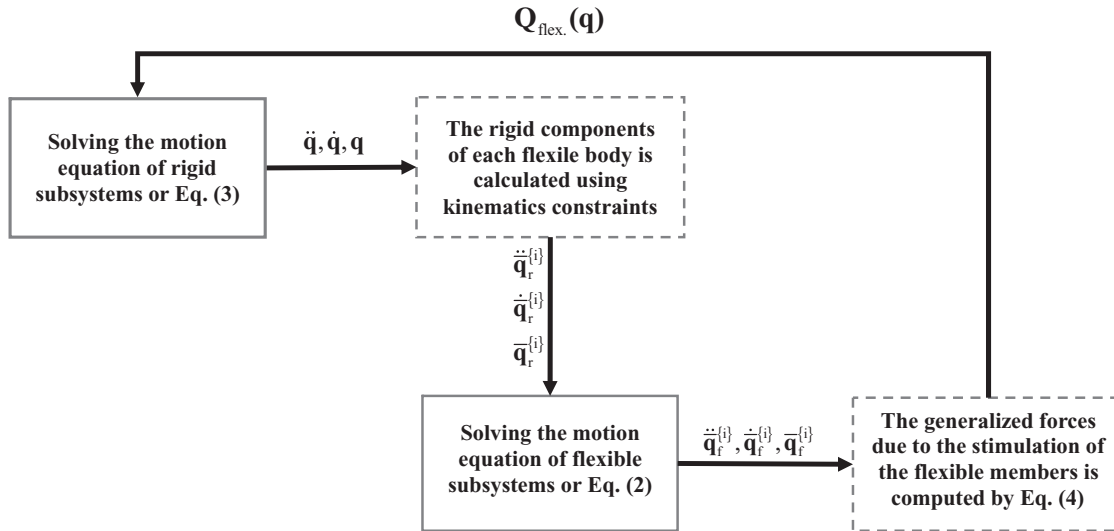 Q_flex.(q)
Solving the motion
equation of rigid
subsystems or Eq. (3)
q̈, q̇, q
The rigid components
of each flexile body is
calculated using
kinematics constraints
q̅̈_r^{i}
q̅̇_r^{i}
q̅_r^{i}
Solving the motion
equation of flexible
subsystems or Eq. (2)
q̅̈_f^{i}, q̅̇_f^{i}, q̅_f^{i}
The generalized forces
due to the stimulation of
the flexible members is
computed by Eq. (4)